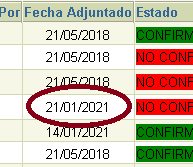 Por Fecha Adjuntado Estado
21/05/2018 CONFIRM
21/05/2018 NO CONF
21/05/2018 NO CONF
21/01/2021 NO CONF
14/01/2021 CONFIRM
21/05/2018 CONFIRM